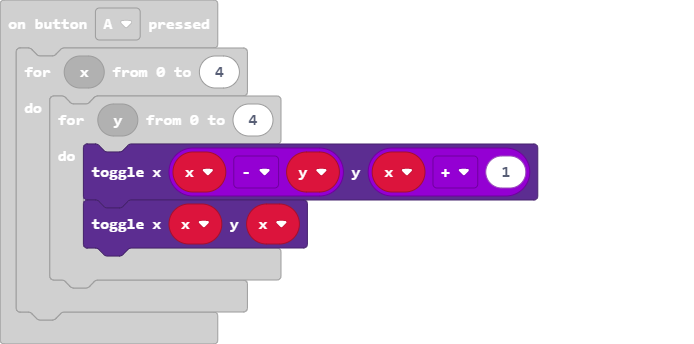 on button A pressed
for x from 0 to 4
do
for y from 0 to 4
do
toggle x x - y y x + 1
toggle x x y x